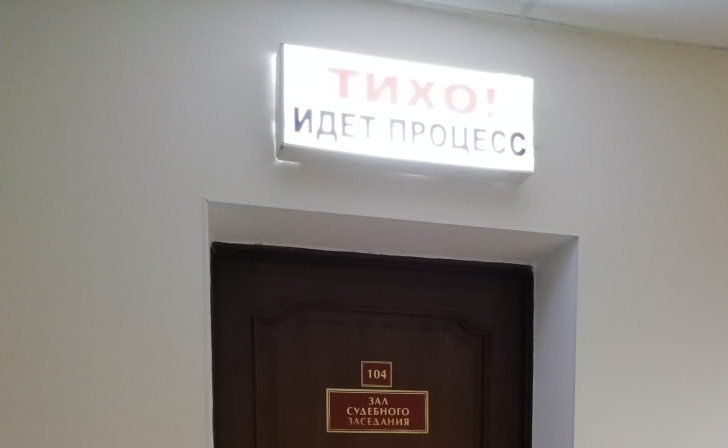 ТИХО!
ИДЕТ ПРОЦЕСС
104
ЗАЛ
СУДЕБНОГО
ЗАСЕДАНИЯ